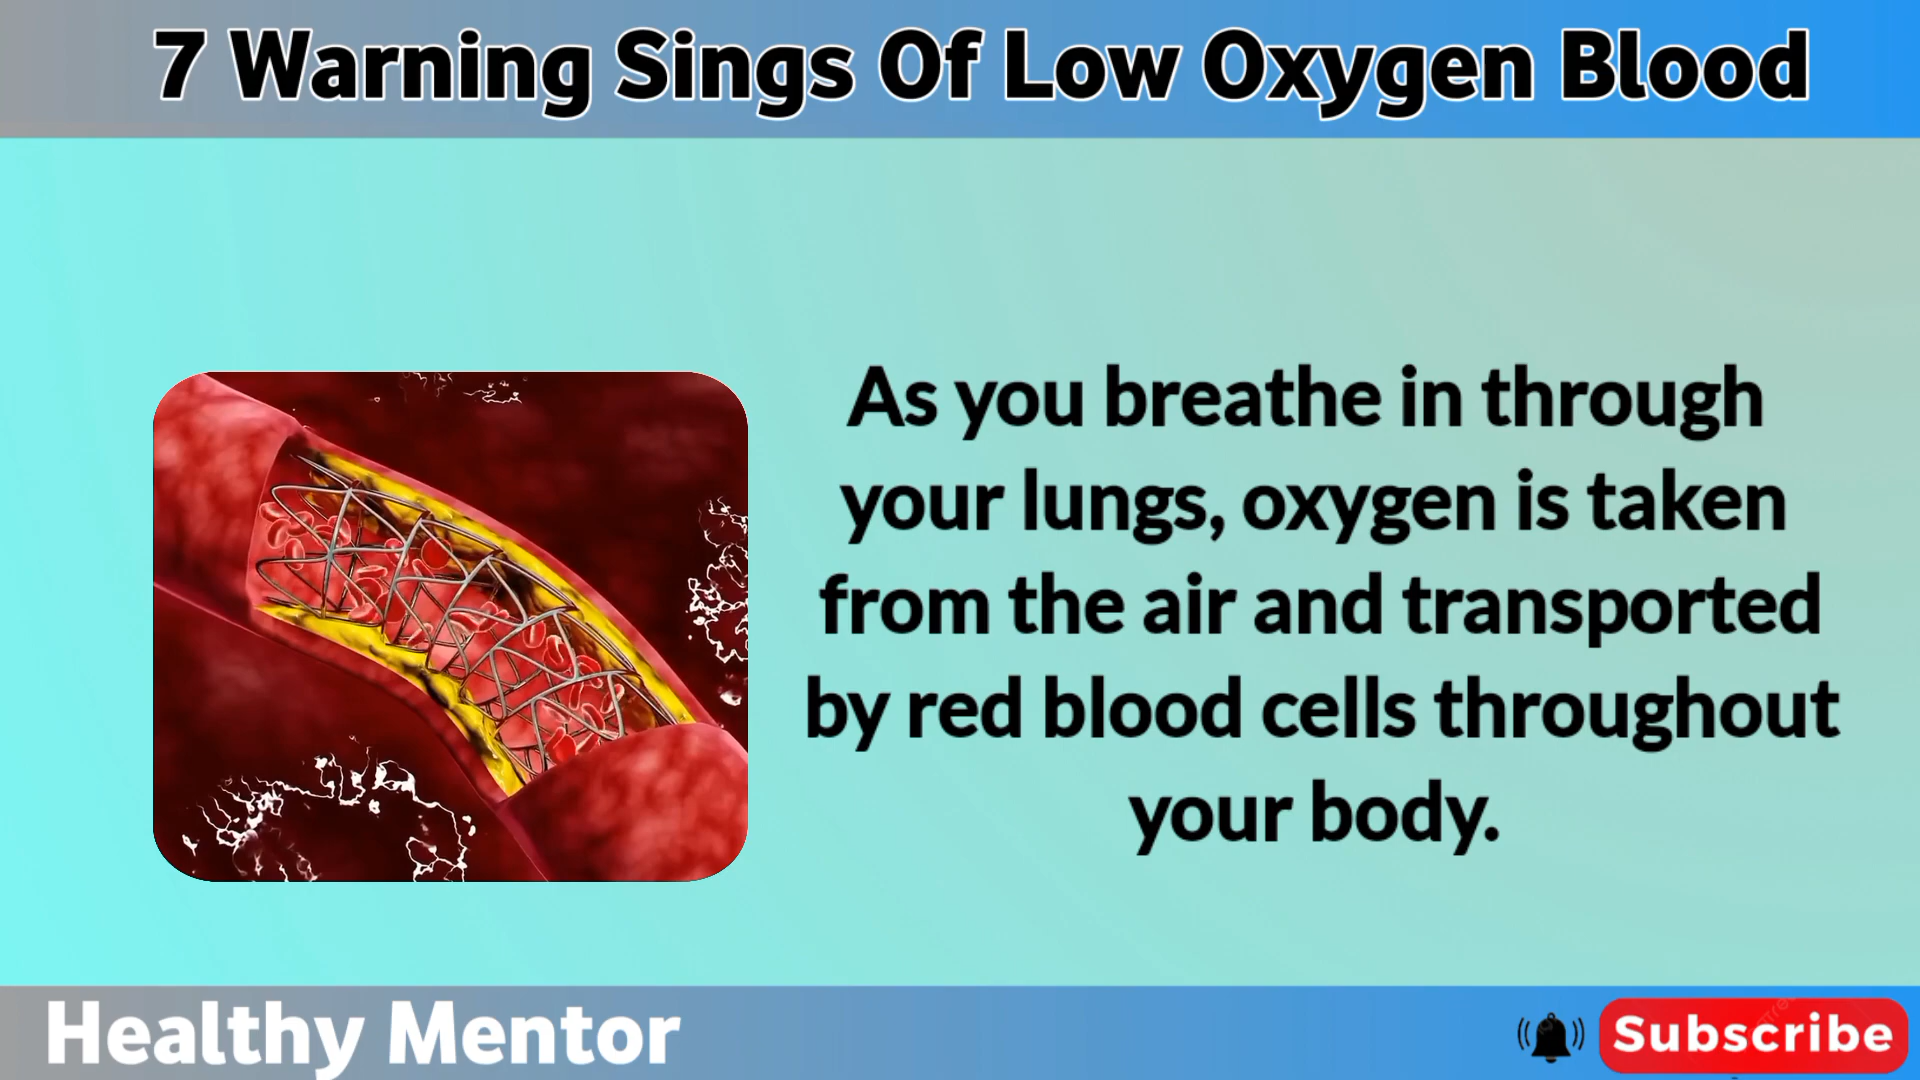 7 Warning Sings Of Low Oxygen Blood
As you breathe in through
your lungs, oxygen is taken
from the air and transported
by red blood cells throughout
your body.
Healthy Mentor
Subscribe